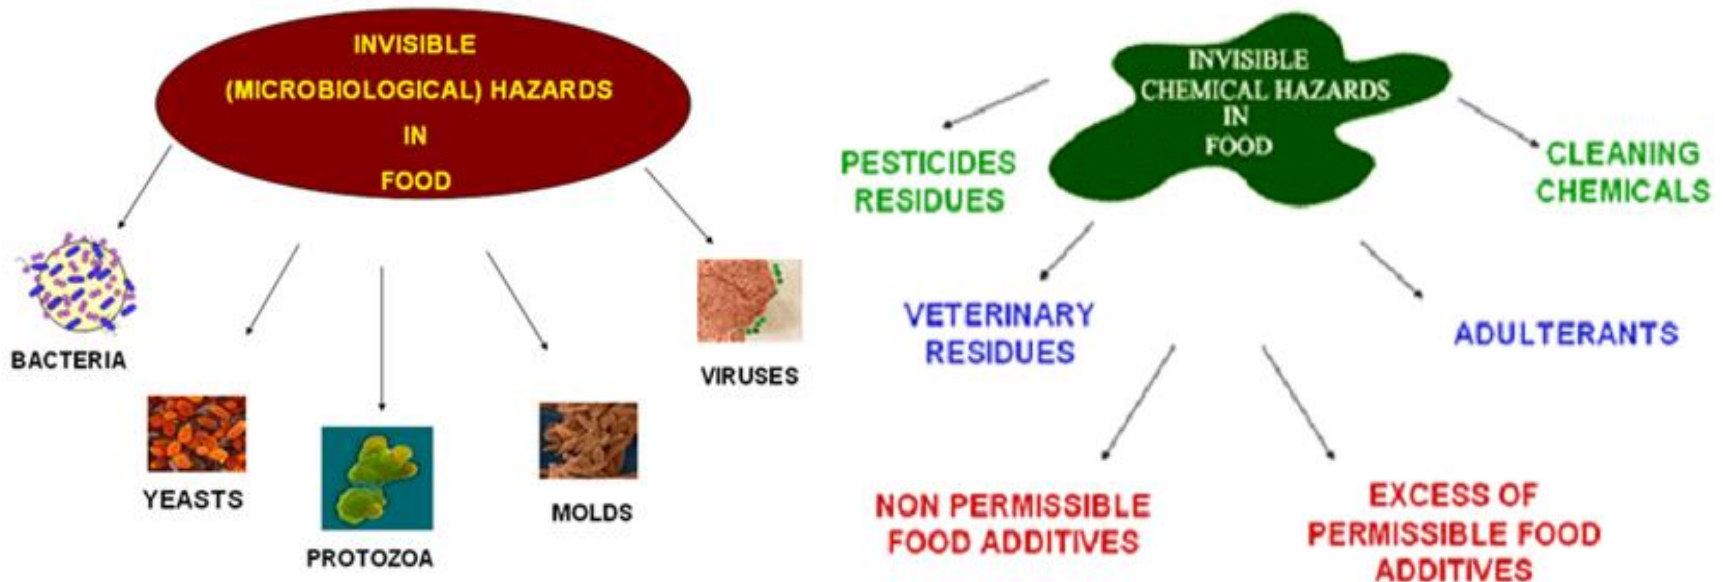 INVISIBLE
(MICROBIOLOGICAL) HAZARDS
IN
FOOD
BACTERIA
YEASTS
PROTOZOA
MOLDS
VIRUSES
INVISIBLE
CHEMICAL HAZARDS
IN
FOOD
PESTICIDES
RESIDUES
CLEANING
CHEMICALS
VETERINARY
RESIDUES
ADULTERANTS
NON PERMISSIBLE
FOOD ADDITIVES
EXCESS OF
PERMISSIBLE FOOD
ADDITIVES